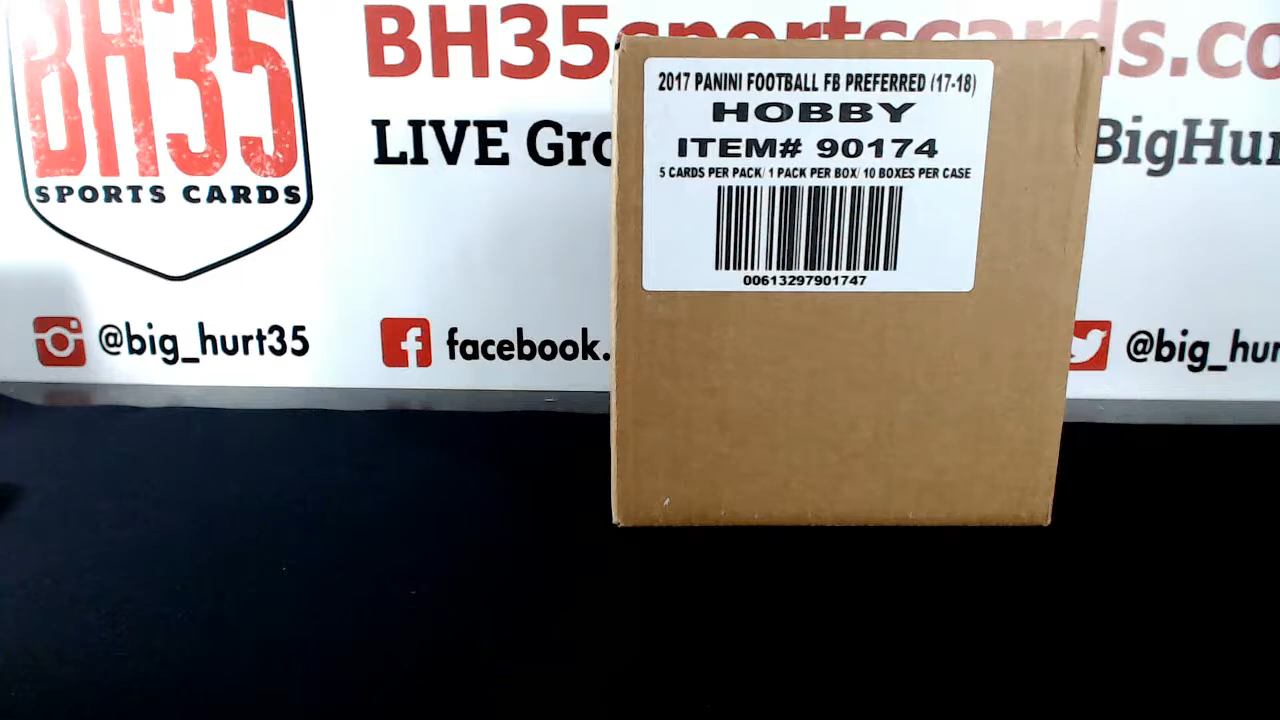 BH35
SPORTS CARDS
BH35sportscards.co
LIVE Gro
BigHur
2017 PANINI FOOTBALL FB PREFERRED (17-18)
HOBBY
ITEM# 90174
5 CARDS PER PACK/ 1 PACK PER BOX/ 10 BOXES PER CASE
00613297901747
@big_hurt35
facebook.
@big_hur